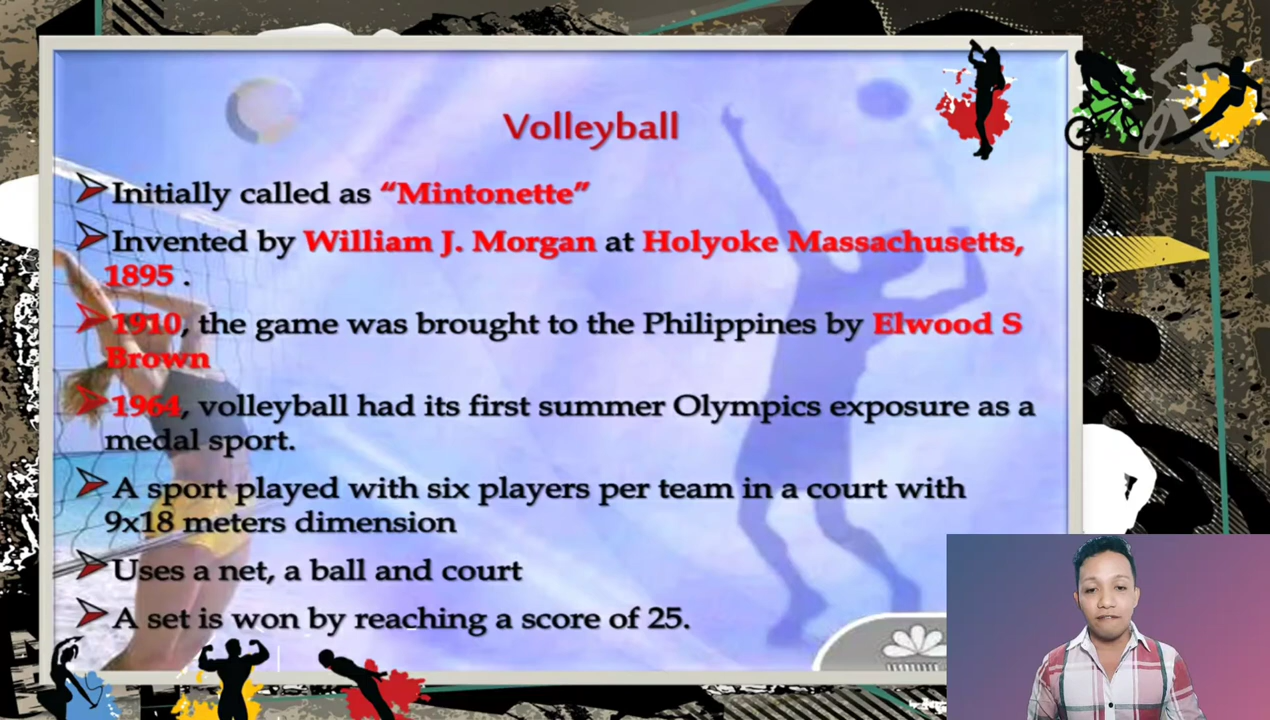 Volleyball
Initially called as “Mintonette”
Invented by William J. Morgan at Holyoke Massachusetts,
1895 .
1910, the game was brought to the Philippines by Elwood S
Brown
1964, volleyball had its first summer Olympics exposure as a
medal sport.
A sport played with six players per team in a court with
9x18 meters dimension
Uses a net, a ball and court
A set is won by reaching a score of 25.